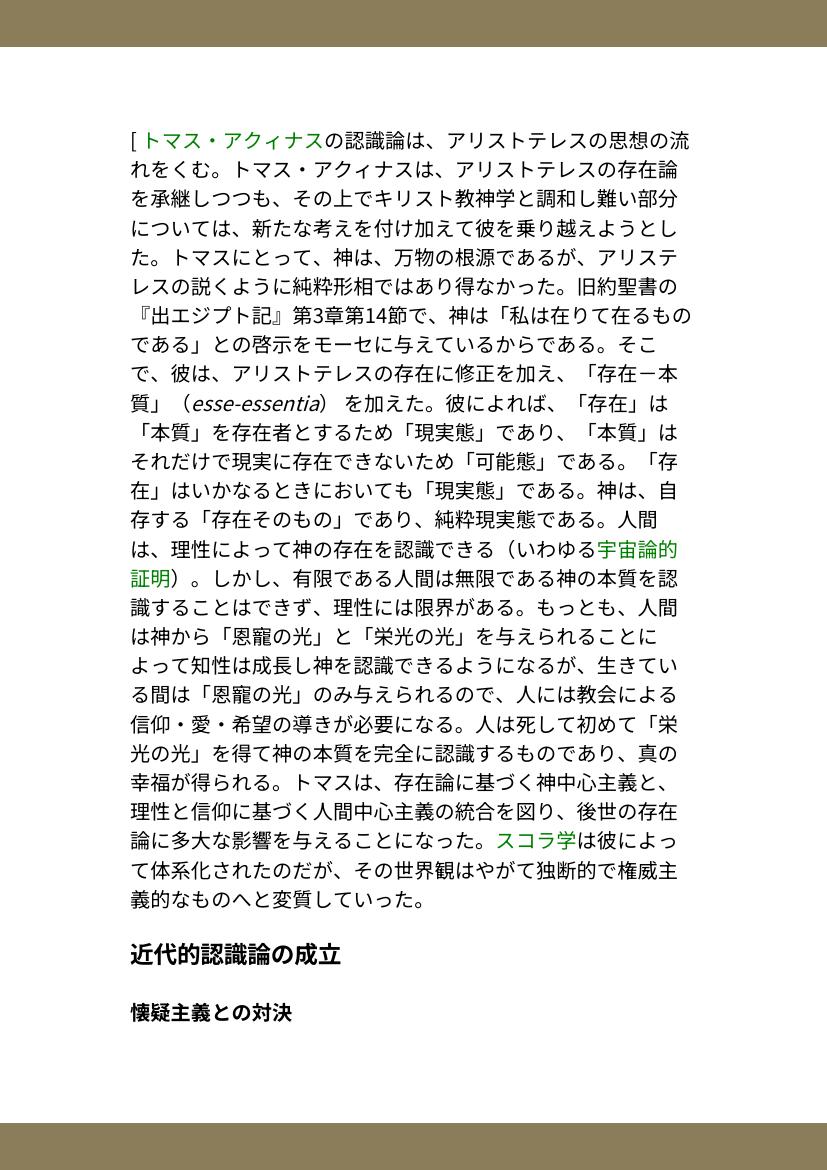 [ トマス・アクィナスの認識論は、アリストテレスの思想の流
れをくむ。トマス・アクィナスは、アリストテレスの存在論
を承継しつつも、その上でキリスト教神学と調和し難い部分
については、新たな考えを付け加えて彼を乗り越えようとし
た。トマスにとって、神は、万物の根源であるが、アリステ
レスの説くように純粋形相ではあり得なかった。旧約聖書の
『出エジプト記』第3章第14節で、神は「私は在りて在るもの
である」との啓示をモーセに与えているからである。そこ
で、彼は、アリストテレスの存在に修正を加え、「存在－本
質」（esse-essentia） を加えた。彼によれば、「存在」は
「本質」を存在者とするため「現実態」であり、「本質」は
それだけで現実に存在できないため「可能態」である。「存
在」はいかなるときにおいても「現実態」である。神は、自
存する「存在そのもの」であり、純粋現実態である。人間
は、理性によって神の存在を認識できる（いわゆる宇宙論的
証明）。しかし、有限である人間は無限である神の本質を認
識することはできず、理性には限界がある。もっとも、人間
は神から「恩寵の光」と「栄光の光」を与えられることに
よって知性は成長し神を認識できるようになるが、生きてい
る間は「恩寵の光」のみ与えられるので、人には教会による
信仰・愛・希望の導きが必要になる。人は死して初めて「栄
光の光」を得て神の本質を完全に認識するものであり、真の
幸福が得られる。トマスは、存在論に基づく神中心主義と、
理性と信仰に基づく人間中心主義の統合を図り、後世の存在
論に多大な影響を与えることになった。スコラ学は彼によっ
て体系化されたのだが、その世界観はやがて独断的で権威主
義的なものへと変質していった。
近代的認識論の成立
懐疑主義との対決